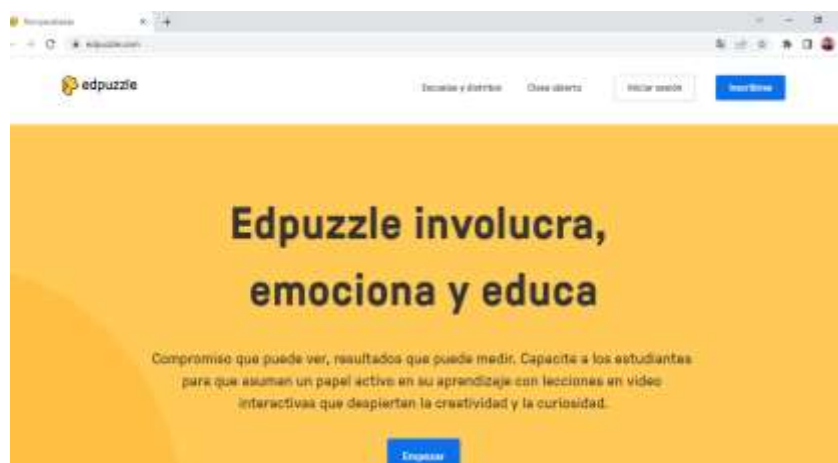 edpuzzle.com
edpuzzle
Escuelas y distritos
Clase abierta
Iniciar sesión
Inscribirse
Edpuzzle involucra,
emociona y educa
Compromiso que puede ver, resultados que puede medir. Capacite a los estudiantes
para que asuman un papel activo en su aprendizaje con lecciones en video
interactivas que despierten la creatividad y la curiosidad.
Empezar